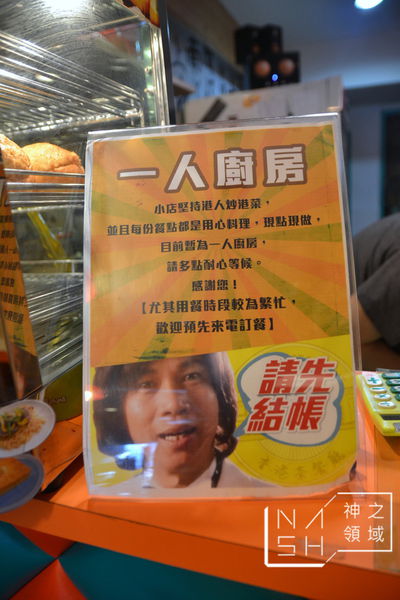 一人廚房
小店堅持港人炒港菜，
並且每份餐點都是用心料理，現點現做，
目前暫為一人廚房，
請多點耐心等候。
感謝您！
【尤其用餐時段較為繁忙，
歡迎預先來電訂餐】
請先
結帳
NASH
神之
領域